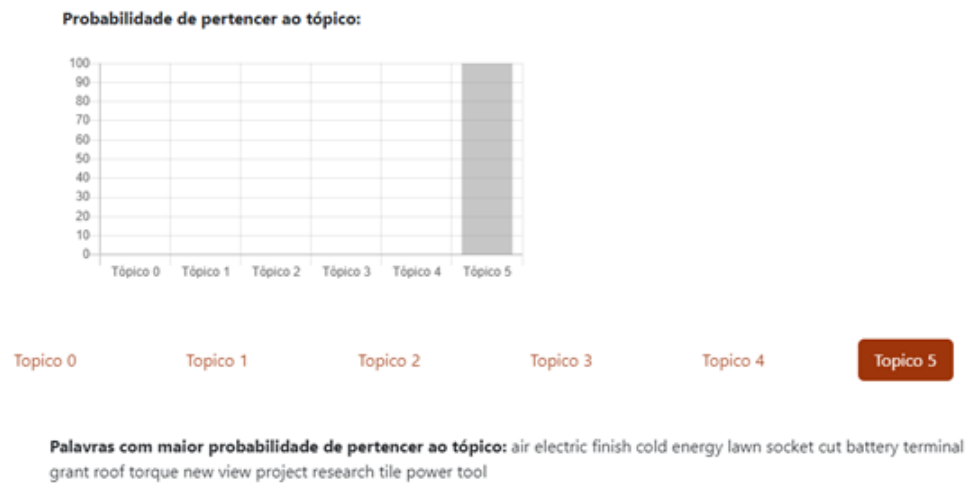 Probabilidade de pertencer ao tópico:
100
90
80
70
60
50
40
30
20
10
0
Tópico 0 Tópico 1 Tópico 2 Tópico 3 Tópico 4 Tópico 5
Topico 0 Topico 1 Topico 2 Topico 3 Topico 4 Topico 5
Palavras com maior probabilidade de pertencer ao tópico: air electric finish cold energy lawn socket cut battery terminal
grant roof torque new view project research tile power tool